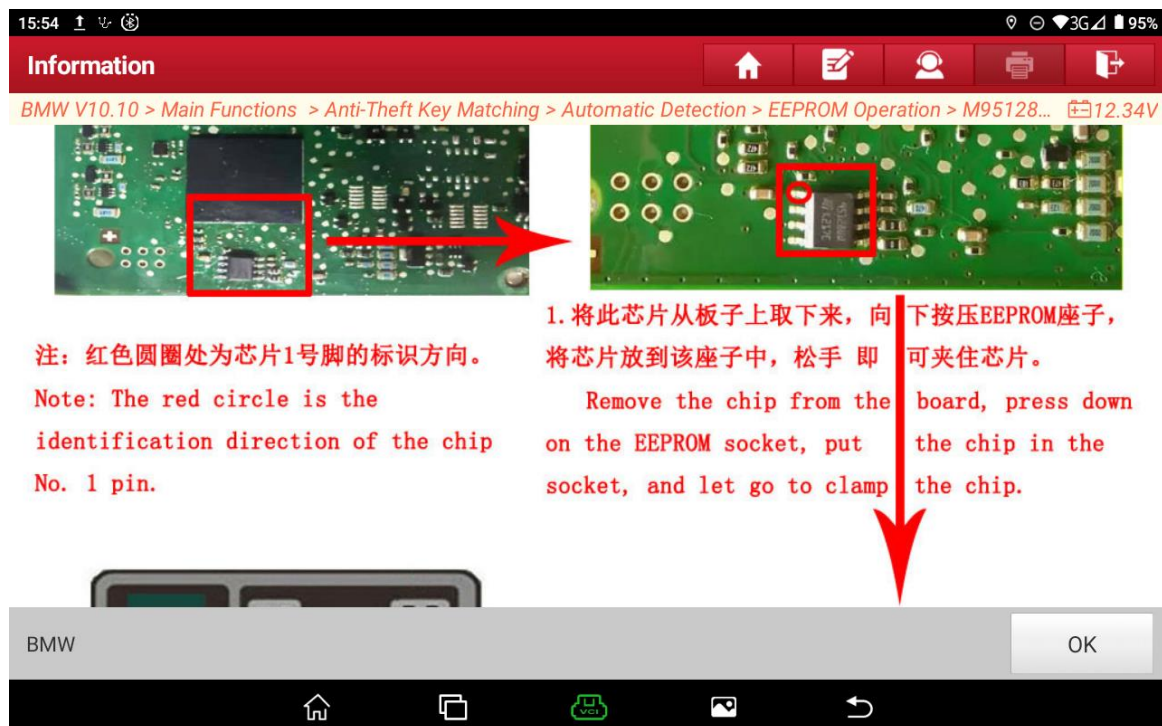 15:54
3G
95%
Information
BMW V10.10 > Main Functions > Anti-Theft Key Matching > Automatic Detection > EEPROM Operation > M95128...
12.34V
注：红色圆圈处为芯片1号脚的标识方向。
Note: The red circle is the
identification direction of the chip
No. 1 pin.
1.将此芯片从板子上取下来，向 下按压EEPROM座子，
将芯片放到该座子中，松手 即 可夹住芯片。
Remove the chip from the board, press down
on the EEPROM socket, put the chip in the
socket, and let go to clamp the chip.
BMW
OK
VCI